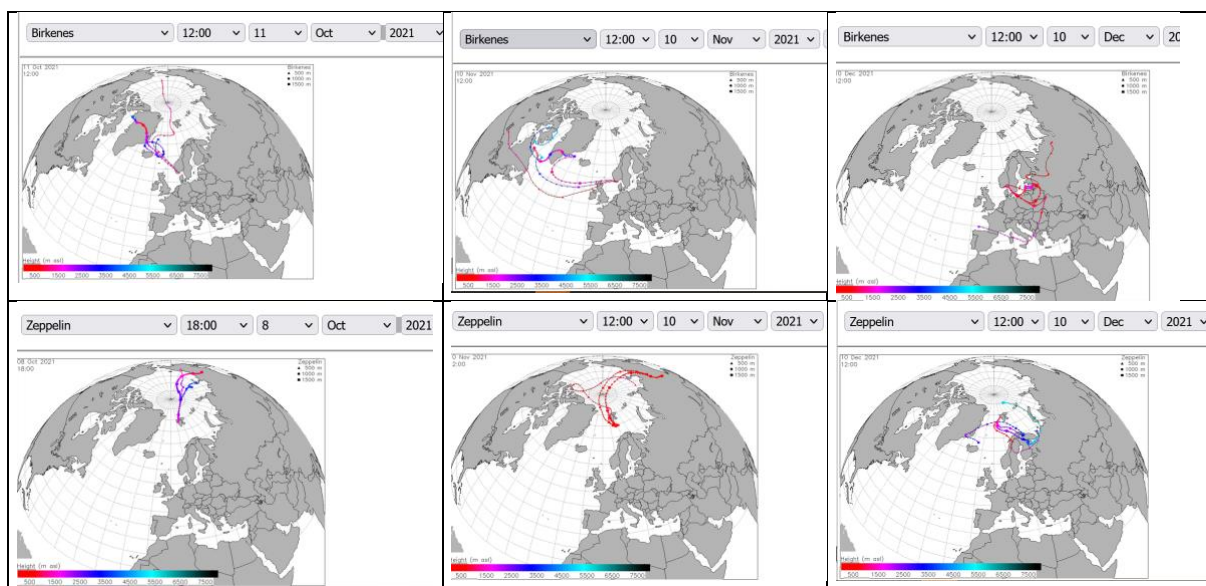 Birkenes 12:00 11 Oct 2021
11 Oct 2021
12:00
Birkenes
500 m
1000 m
1500 m
Height (m asl)
500 1500 2500 3500 4500 5500 6500 7500
Birkenes 12:00 10 Nov 2021
10 Nov 2021
12:00
Birkenes
500 m
1000 m
1500 m
Height (m asl)
500 1500 2500 3500 4500 5500 6500 7500
Birkenes 12:00 10 Dec 20
10 Dec 2021
12:00
Birkenes
500 m
1000 m
1500 m
Height (m asl)
500 1500 2500 3500 4500 5500 6500 7500
Zeppelin 18:00 8 Oct 2021
08 Oct 2021
18:00
Zeppelin
500 m
1000 m
1500 m
Height (m asl)
500 1500 2500 3500 4500 5500 6500 7500
Zeppelin 12:00 10 Nov 2021
0 Nov 2021
2:00
Zeppelin
500 m
1000 m
1500 m
Height (m asl)
500 1500 2500 3500 4500 5500 6500 7500
Zeppelin 12:00 10 Dec 2021
10 Dec 2021
12:00
Zeppelin
500 m
1000 m
1500 m
Height (m asl)
500 1500 2500 3500 4500 5500 6500 7500